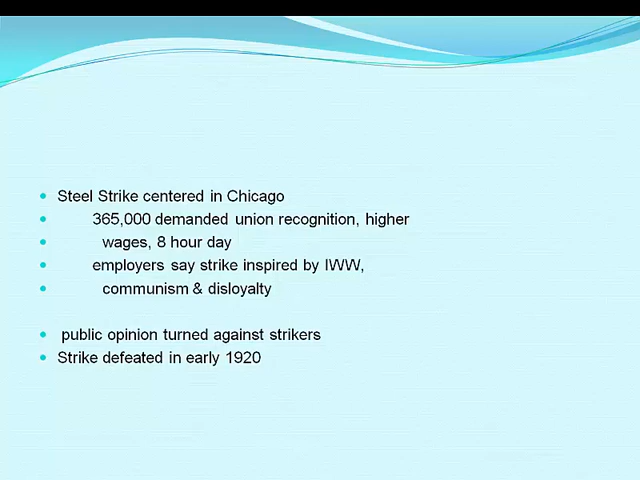 Steel Strike centered in Chicago
365,000 demanded union recognition, higher
wages, 8 hour day
employers say strike inspired by IWW,
communism & disloyalty
public opinion turned against strikers
Strike defeated in early 1920